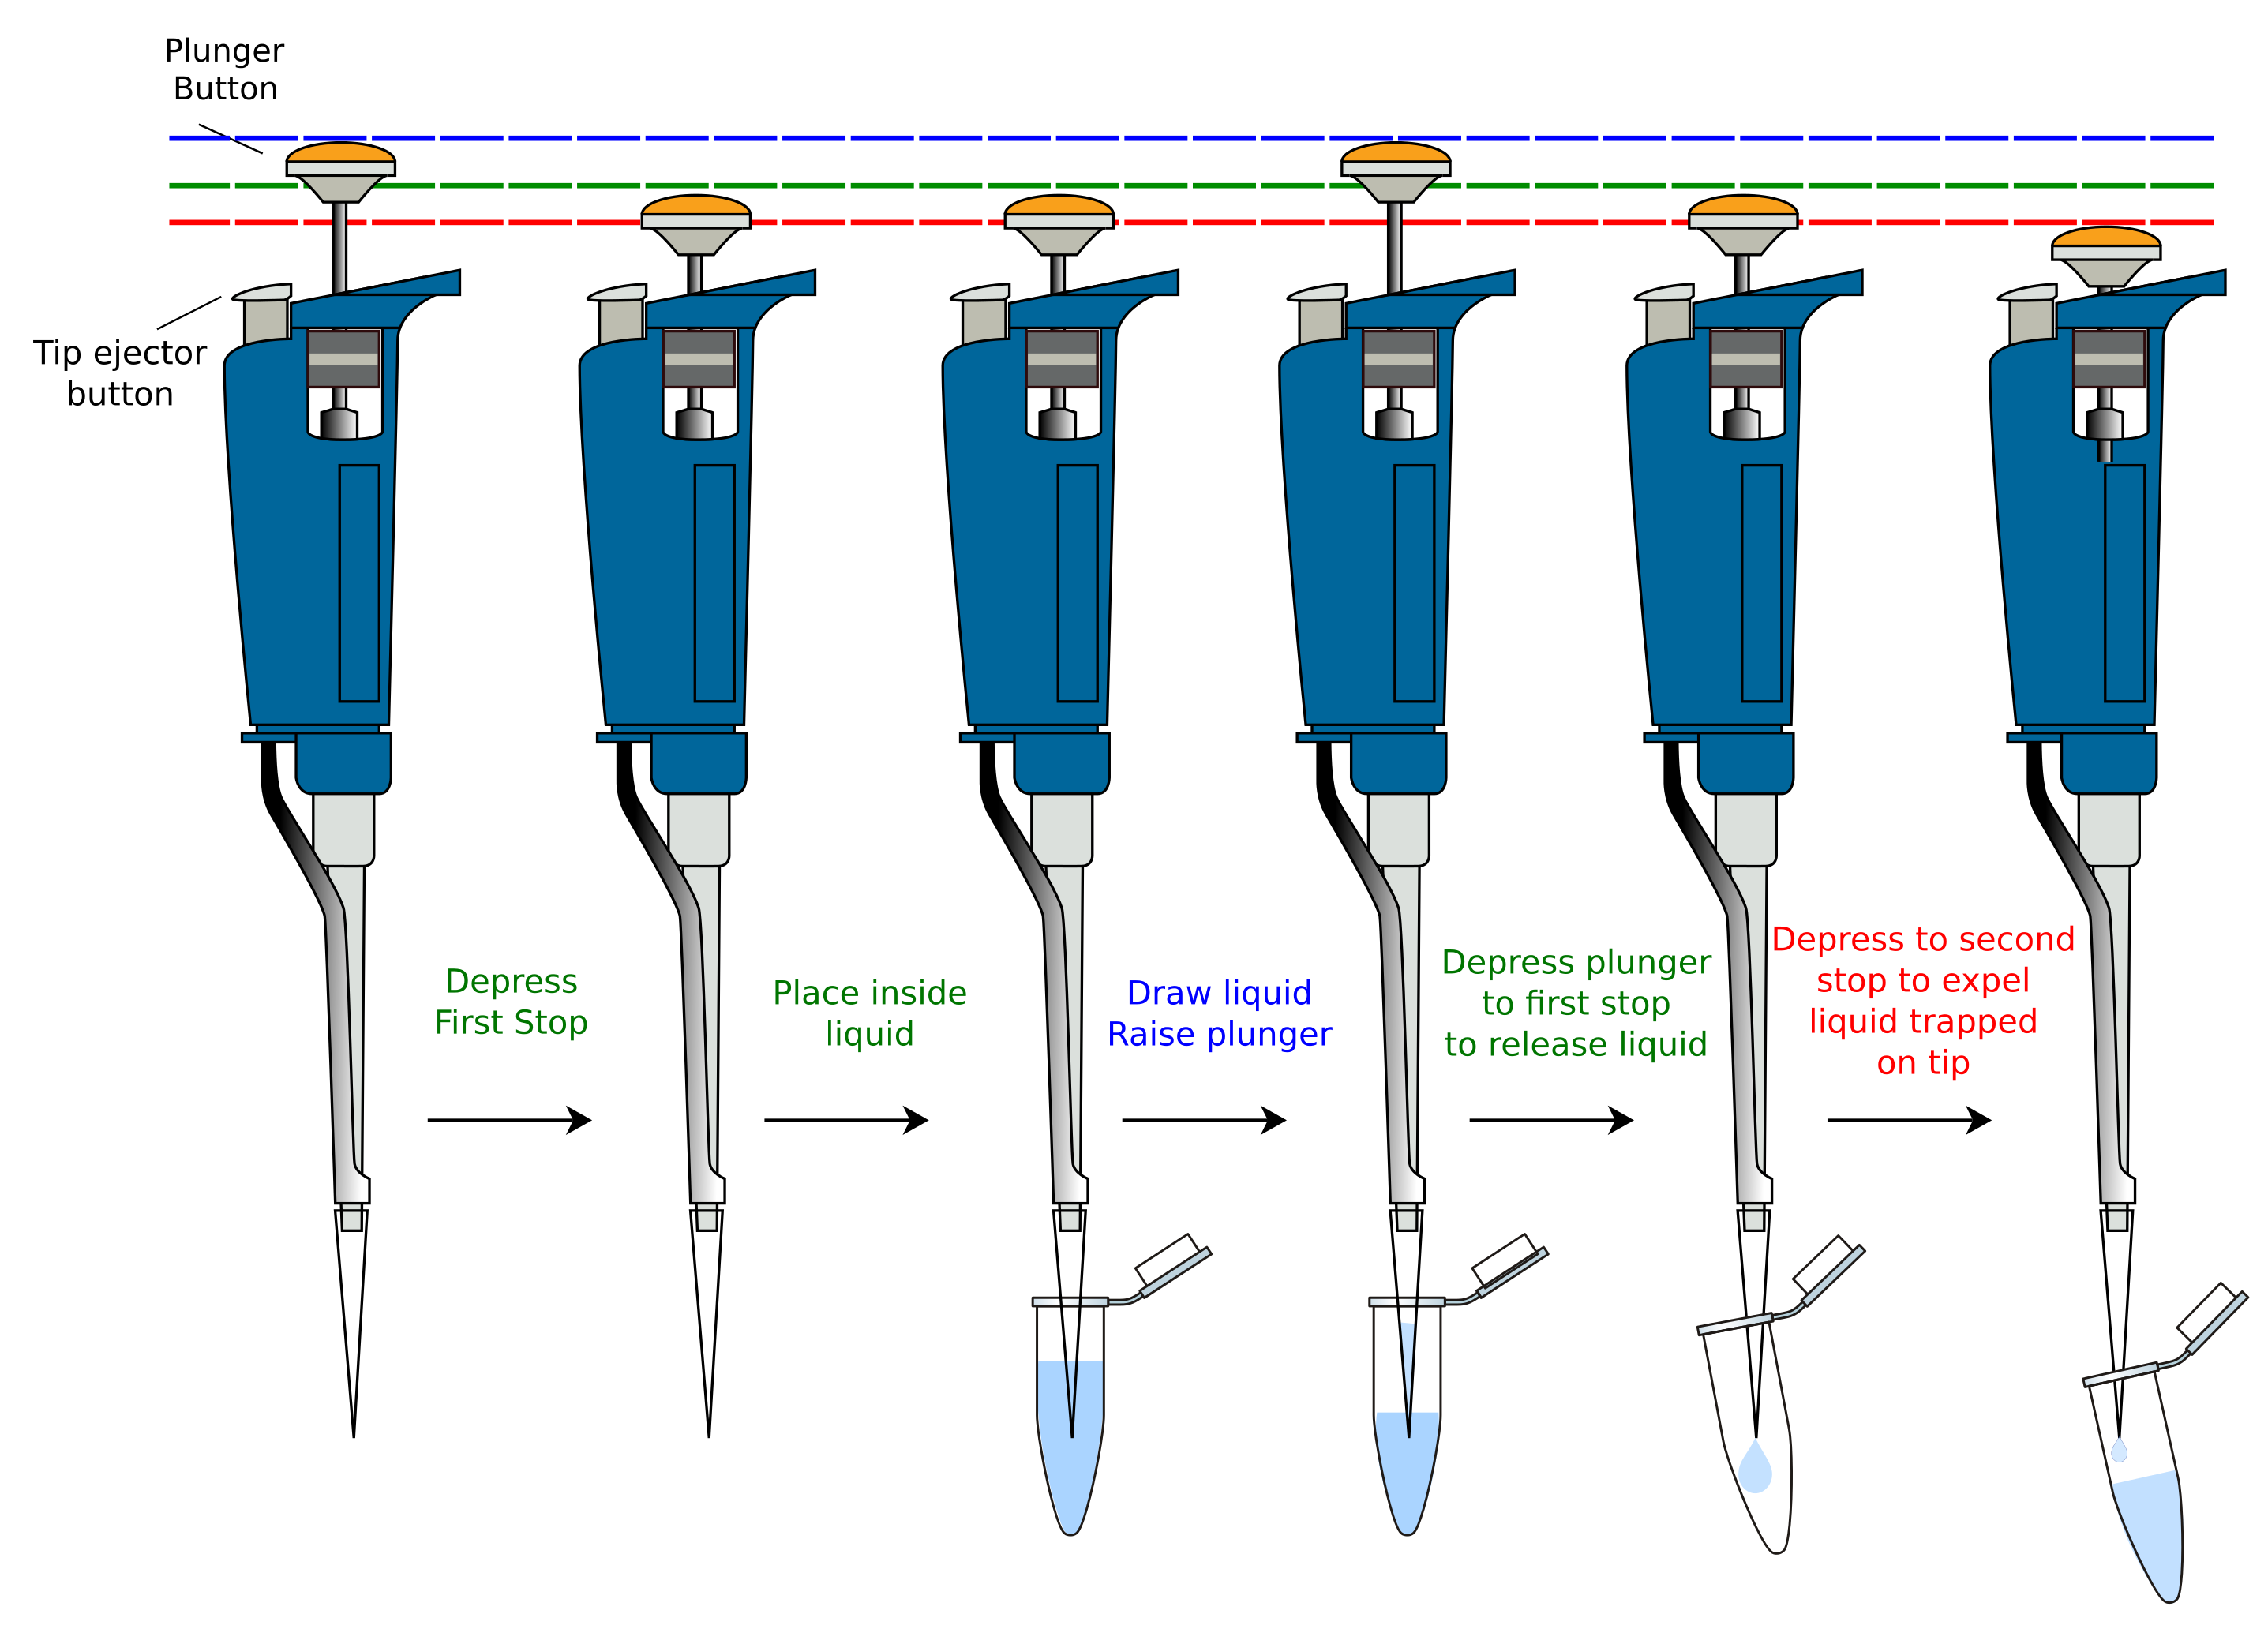 Plunger
Button
Tip ejector
button
Depress
First Stop
Place inside
liquid
Draw liquid
Raise plunger
Depress plunger
to first stop
to release liquid
Depress to second
stop to expel
liquid trapped
on tip